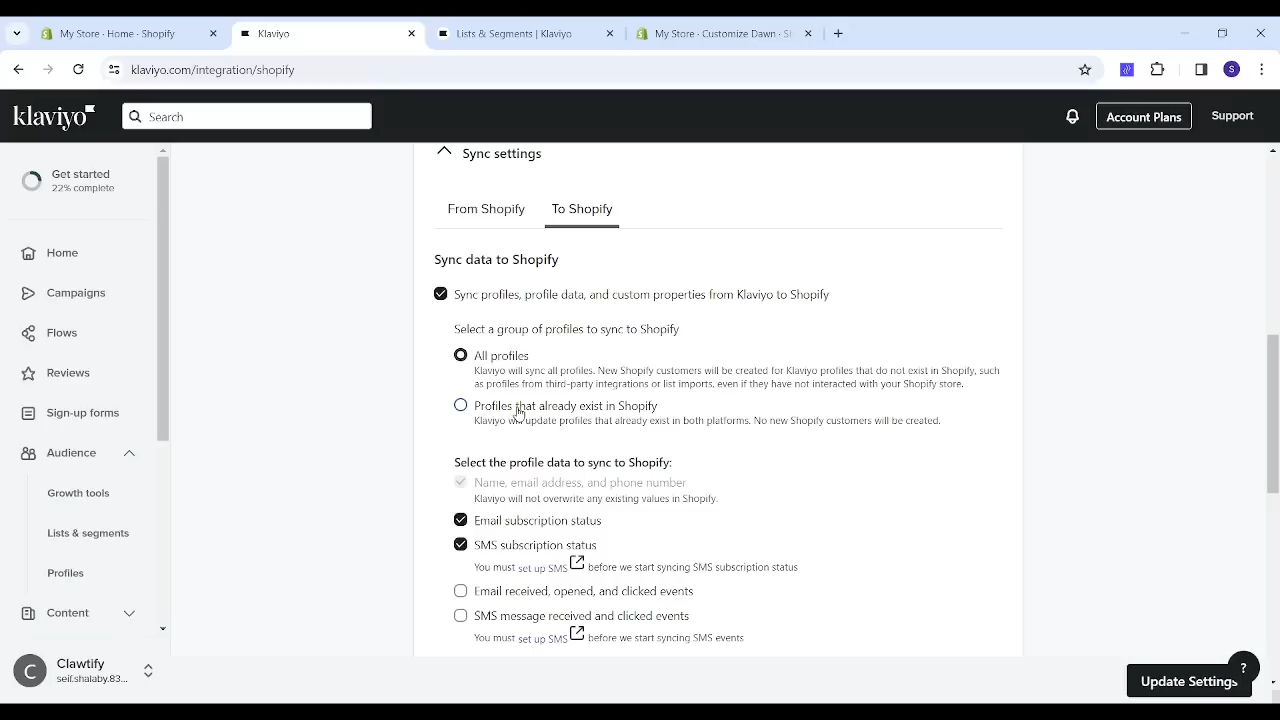 My Store · Home · Shopify
Klaviyo
Lists & Segments | Klaviyo
My Store · Customize Dawn ·
klaviyo.com/integration/shopify
klaviyo
Search
Account Plans
Support
Get started
22% complete
Home
Campaigns
Flows
Reviews
Sign-up forms
Audience
Growth tools
Lists & segments
Profiles
Content
Clawtify
seif.shalaby.83...
Sync settings
From Shopify
To Shopify
Sync data to Shopify
Sync profiles, profile data, and custom properties from Klaviyo to Shopify
Select a group of profiles to sync to Shopify
All profiles
Klaviyo will sync all profiles. New Shopify customers will be created for Klaviyo profiles that do not exist in Shopify, such
as profiles from third-party integrations or list imports, even if they have not interacted with your Shopify store.
Profiles that already exist in Shopify
Klaviyo will update profiles that already exist in both platforms. No new Shopify customers will be created.
Select the profile data to sync to Shopify:
Name, email address, and phone number
Klaviyo will not overwrite any existing values in Shopify.
Email subscription status
SMS subscription status
You must set up SMS before we start syncing SMS subscription status
Email received, opened, and clicked events
SMS message received and clicked events
You must set up SMS before we start syncing SMS events
Update Settings
?
S
C